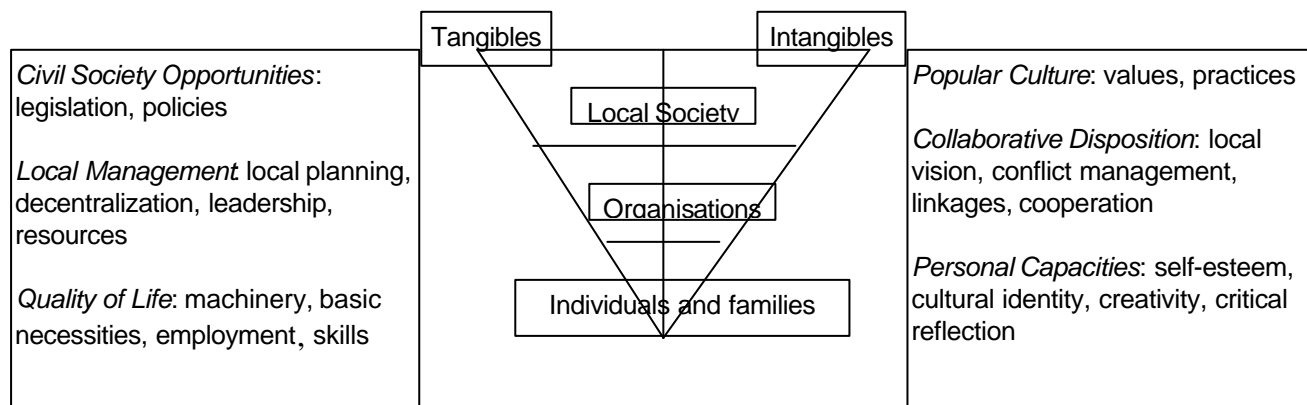 Tangibles
Intangibles
Civil Society Opportunities:
legislation, policies
Local Management: local planning,
decentralization, leadership,
resources
Quality of Life: machinery, basic
necessities, employment, skills
Local Society
Organisations
Individuals and families
Popular Culture: values, practices
Collaborative Disposition: local
vision, conflict management,
linkages, cooperation
Personal Capacities: self-esteem,
cultural identity, creativity, critical
reflection